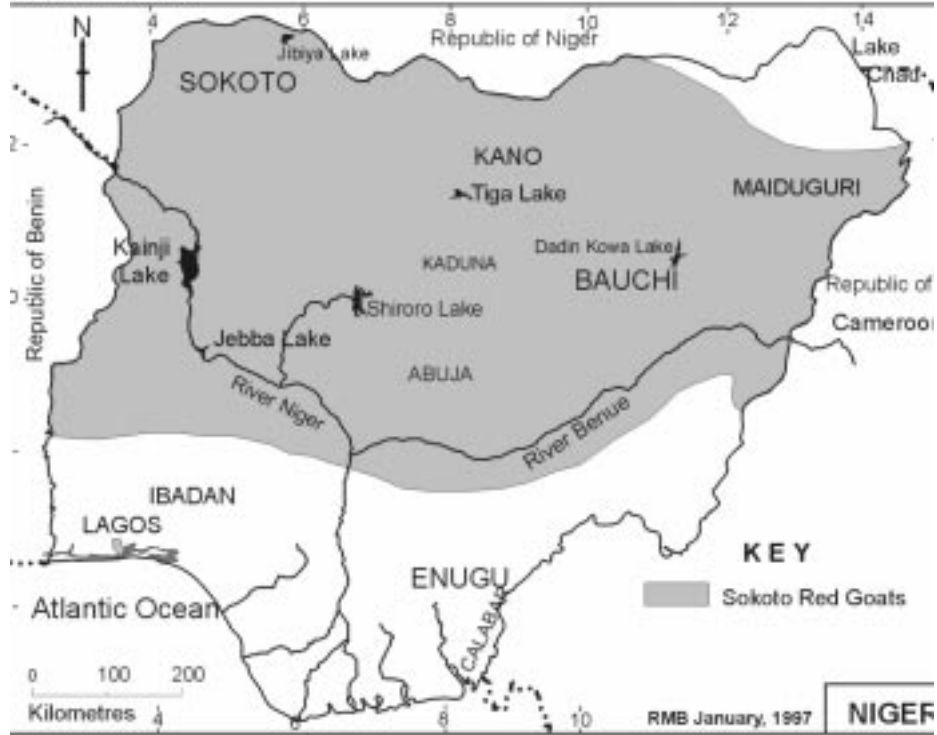 N
4
6
8
10
12
14
Republic of Niger
Lake
Chad
Jibiya Lake
SOKOTO
2
KANO
Tiga Lake
MAIDUGURI
Republic of Benin
Kainji
Lake
Dadin Kowa Lake
KADUNA
BAUCHI
0
Shiroro Lake
Republic of
Cameroon
Jebba Lake
ABUJA
River Niger
River Benue
IBADAN
LAGOS
KEY
ENUGU
Sokoto Red Goats
Atlantic Ocean
CALABAR
0 100 200
Kilometres
4
6
8
10
RMB January, 1997
NIGER